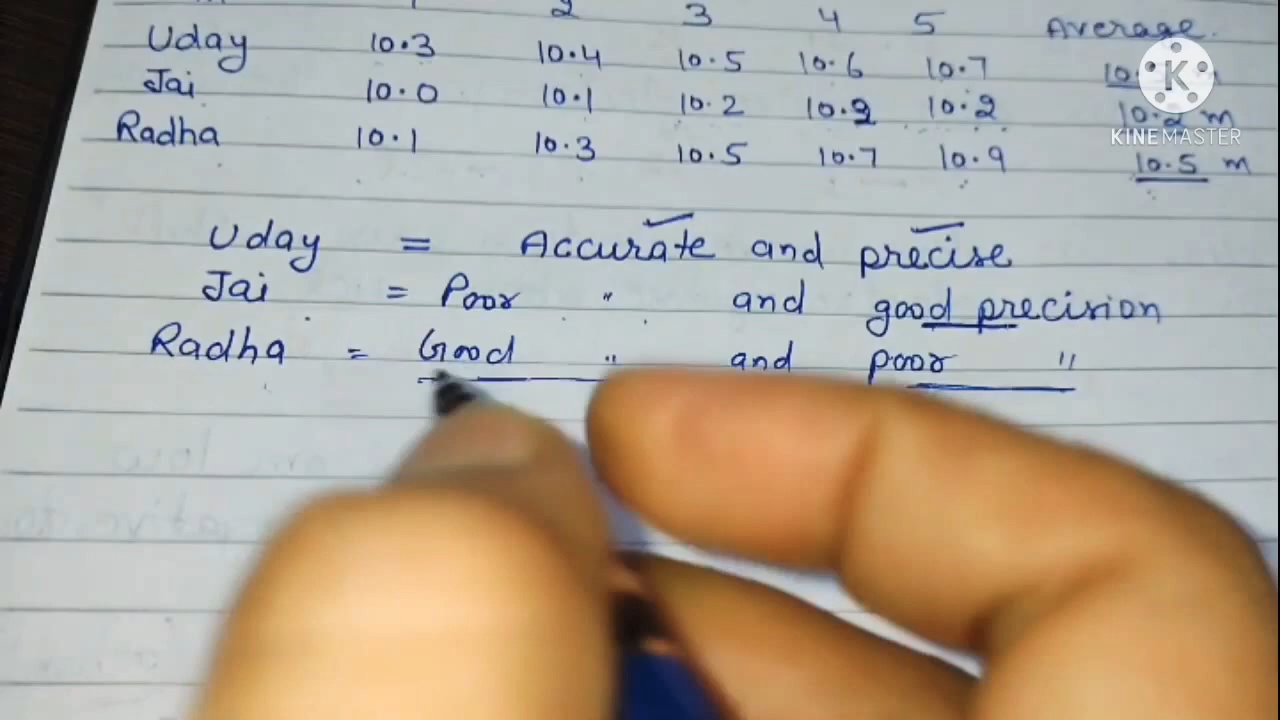 2 3 4 5 Average.
Uday 10.3 10.4 10.5 10.6 10.7
Jai 10.0 10.1 10.2 10.2 10.2 10.2 m
Radha 10.1 10.3 10.5 10.7 10.9 10.5 m
KINEMASTER
Uday = Accurate and precise
Jai = Poor " and good precision
Radha = Good " and poor "